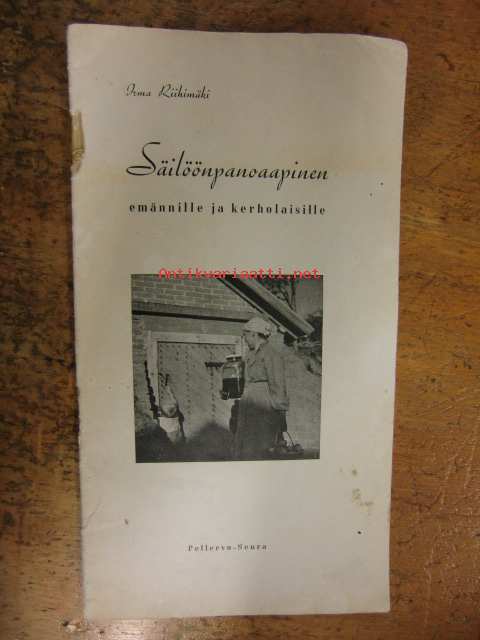 Irma Riihimäki
Säilöönpanoaapinen
emännille ja kerholaisille
Antikvariaatti.net
Pellervo-Seura